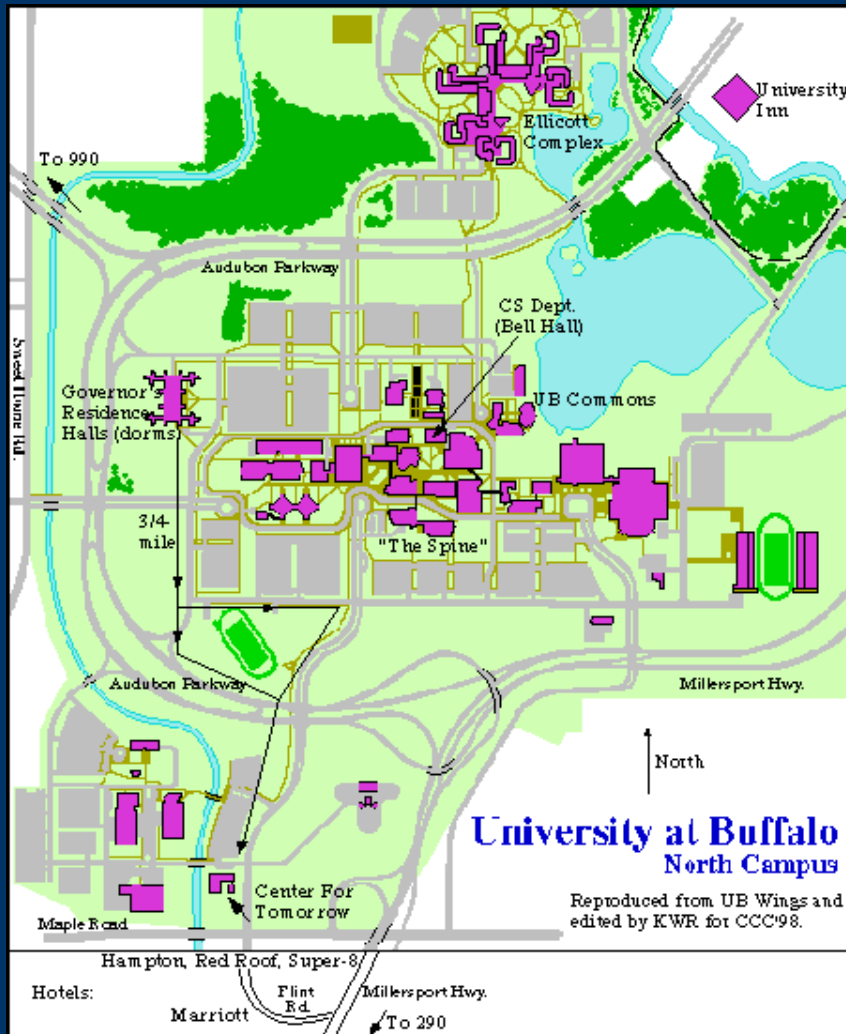 University
Inn
Ellicott
Complex
To 990
Audubon Parkway
CS Dept.
(Bell Hall)
Sweet Home Rd.
Governor's
Residence
Halls (dorms)
UB Commons
3/4
mile
"The Spine"
Audubon Parkway
Millersport Hwy.
North
University at Buffalo
North Campus
Reproduced from UB Wings and
edited by KWR for CCC'98.
Center For
Tomorrow
Maple Road
Hampton, Red Roof, Super-8
Hotels:
Flint
Rd.
Millersport Hwy.
Marriott
To 290